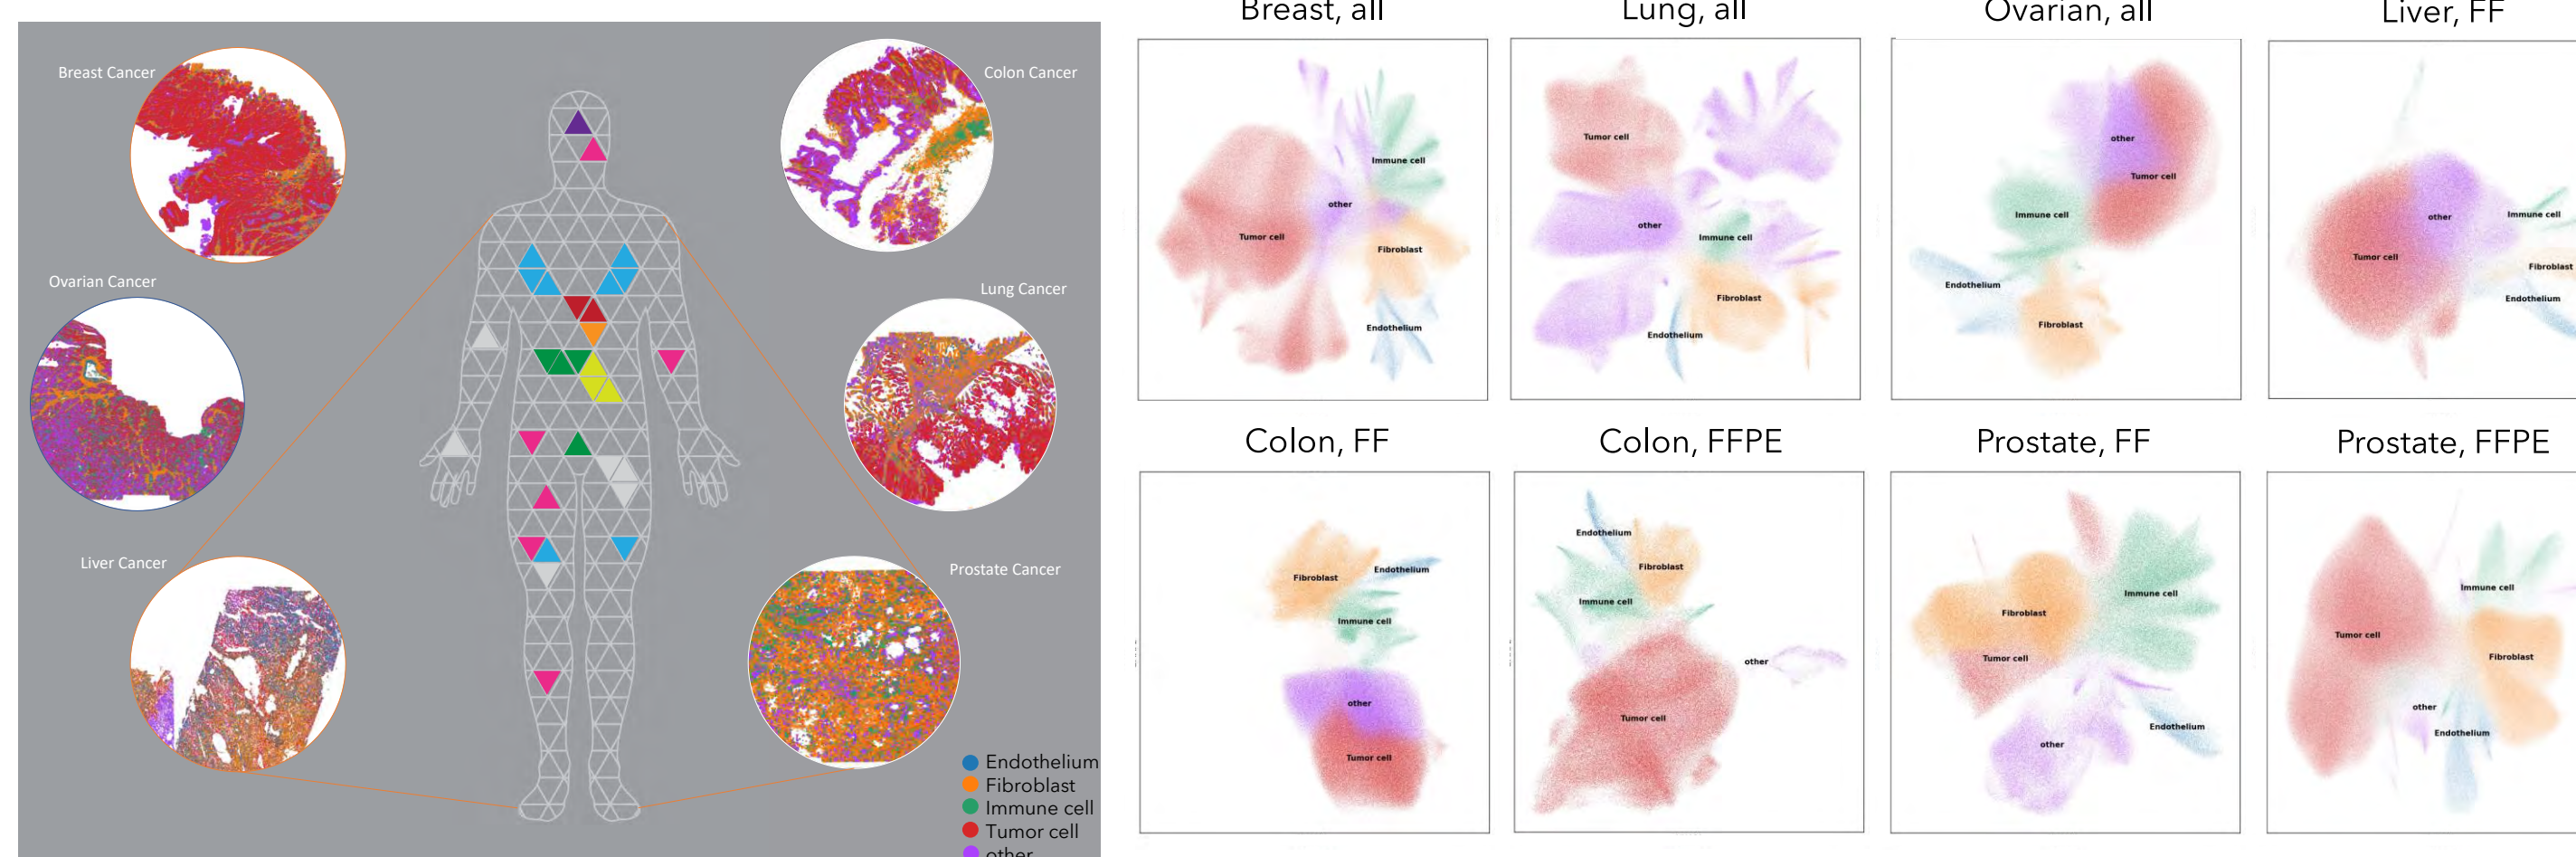 Breast Cancer
Colon Cancer
Ovarian Cancer
Lung Cancer
Liver Cancer
Prostate Cancer
Endothelium
Fibroblast
Immune cell
Tumor cell
other
Breast, all
Tumor cell
other
Immune cell
Fibroblast
Endothelium
Lung, all
Tumor cell
other
Immune cell
Fibroblast
Endothelium
Ovarian, all
other
Tumor cell
Immune cell
Endothelium
Fibroblast
Liver, FF
other
Immune cell
Tumor cell
Fibroblast
Endothelium
Colon, FF
Fibroblast
Endothelium
Immune cell
other
Tumor cell
Colon, FFPE
Endothelium
Fibroblast
Immune cell
other
Tumor cell
Prostate, FF
Immune cell
Fibroblast
Tumor cell
Endothelium
other
Prostate, FFPE
Immune cell
Tumor cell
Fibroblast
other
Endothelium